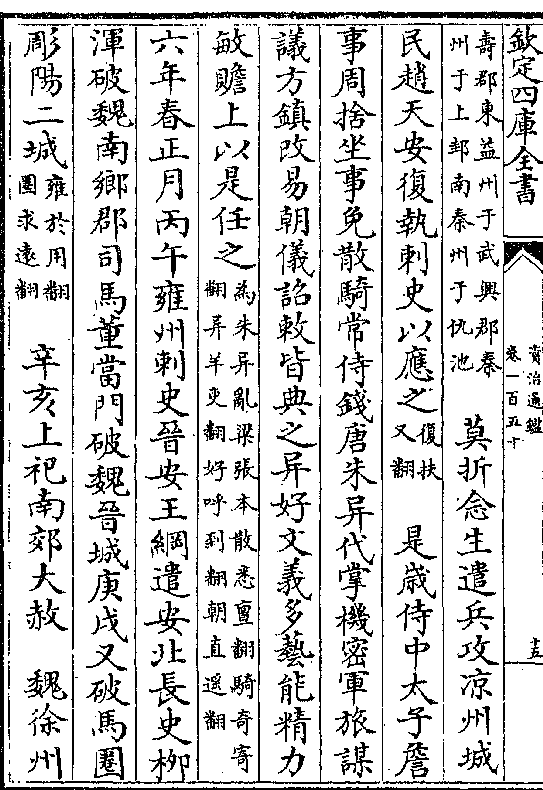 欽定四庫全書
資治通鑑
卷一百五十
十五
壽郡東益州于武興郡秦
州于上邽南秦州于仇池
莫折念生遣兵攻凉州城
民趙天安復執刺史以應之
復扶
又翻
是歲侍中太子詹
事周捨坐事免散騎常侍錢唐朱异代掌機密軍旅謀
議方鎮改易朝儀詔敕皆典之异好文義多藝能精力
敏贍上以是任之
為朱异亂梁張本散悉亶翻騎奇寄
翻异羊吏翻好呼到翻朝直遥翻
六年春正月丙午雍州刺史晉安王綱遣安北長史柳
渾破魏南鄉郡司馬董當門破魏晉城庚戌又破馬圈
彫陽二城
雍於用翻
圈求遠翻
辛亥上祀南郊大赦
魏徐州